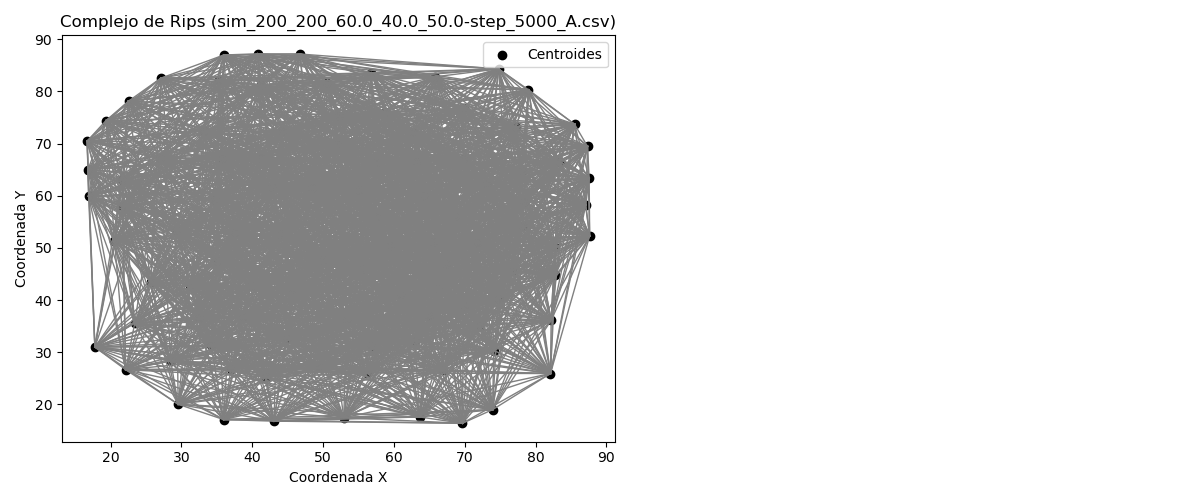 Complejo de Rips (sim_200_200_60.0_40.0_50.0-step_5000_A.csv)
Centroides
90
80
70
60
50
40
30
20
Coordenada Y
20 30 40 50 60 70 80 90
Coordenada X